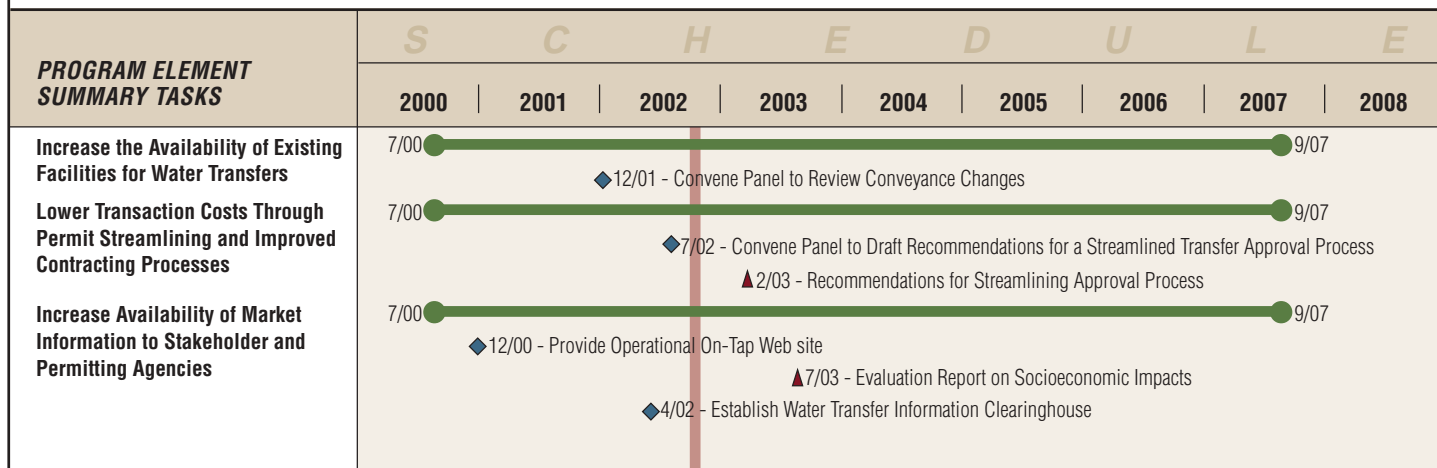 S C H E D U L E
PROGRAM ELEMENT
SUMMARY TASKS
2000 | 2001 | 2002 | 2003 | 2004 | 2005 | 2006 | 2007 | 2008
Increase the Availability of Existing
Facilities for Water Transfers
7/00 9/07
12/01 - Convene Panel to Review Conveyance Changes
Lower Transaction Costs Through
Permit Streamlining and Improved
Contracting Processes
7/00 9/07
7/02 - Convene Panel to Draft Recommendations for a Streamlined Transfer Approval Process
2/03 - Recommendations for Streamlining Approval Process
Increase Availability of Market
Information to Stakeholder and
Permitting Agencies
7/00 9/07
12/00 - Provide Operational On-Tap Web site
7/03 - Evaluation Report on Socioeconomic Impacts
4/02 - Establish Water Transfer Information Clearinghouse